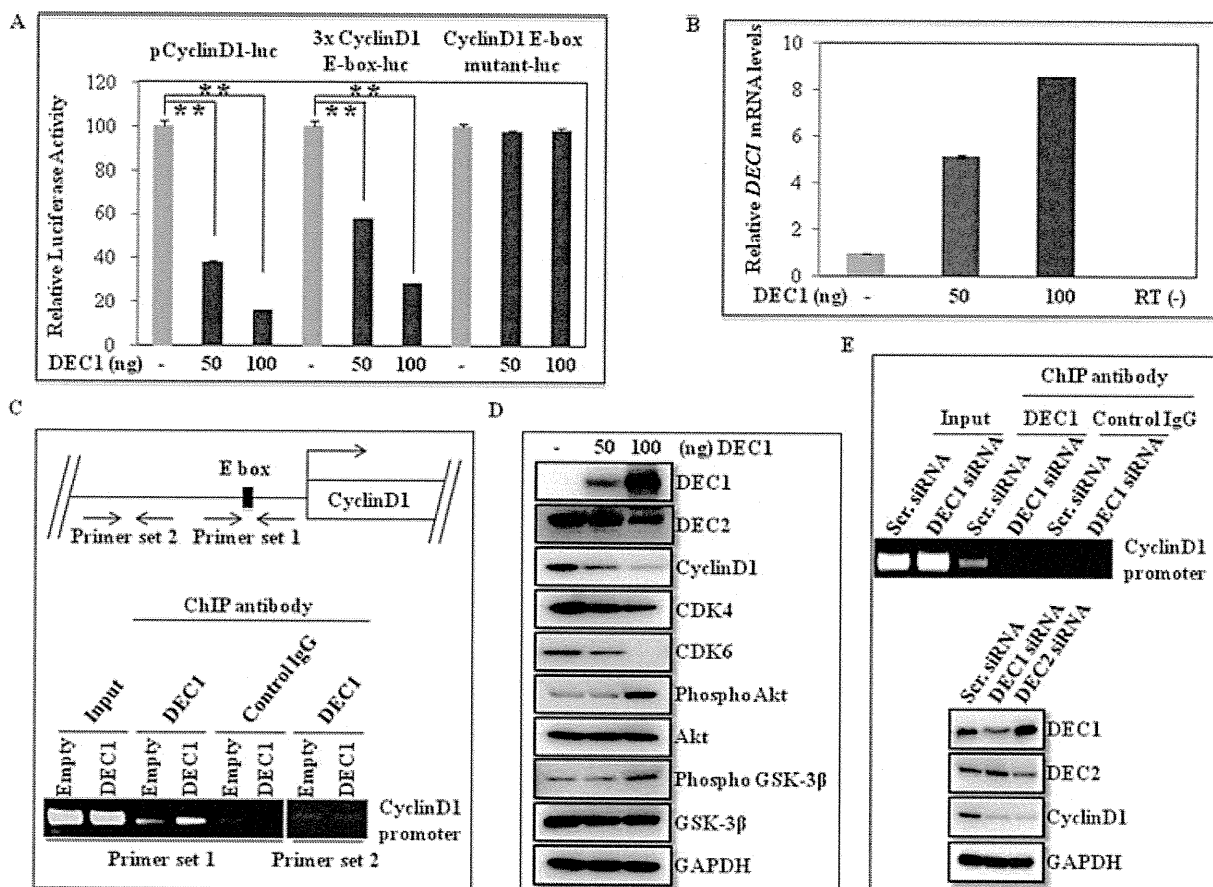 A
pCyclinD1-luc
3x CyclinD1
E-box-luc
CyclinD1 E-box
mutant-luc
Relative Luciferase Activity
120
100
80
60
40
20
0
** ** ** **
DEC1 (ng) - 50 100 - 50 100 - 50 100
B
Relative DEC1 mRNA levels
10
8
6
4
2
0
DEC1 (ng) - 50 100 RT (-)
C
E box
CyclinD1
Primer set 2 Primer set 1
ChIP antibody
Input DEC1 Control IgG DEC1
Empty DEC1 Empty DEC1 Empty DEC1 Empty DEC1
CyclinD1
promoter
Primer set 1 Primer set 2
D
- 50 100 (ng) DEC1
DEC1
DEC2
CyclinD1
CDK4
CDK6
Phospho Akt
Akt
Phospho GSK-3β
GSK-3β
GAPDH
E
ChIP antibody
Input DEC1 Control IgG
Scr. siRNA DEC1 siRNA Scr. siRNA DEC1 siRNA Scr. siRNA DEC1 siRNA
CyclinD1
promoter
Scr. siRNA DEC1 siRNA DEC2 siRNA
DEC1
DEC2
CyclinD1
GAPDH